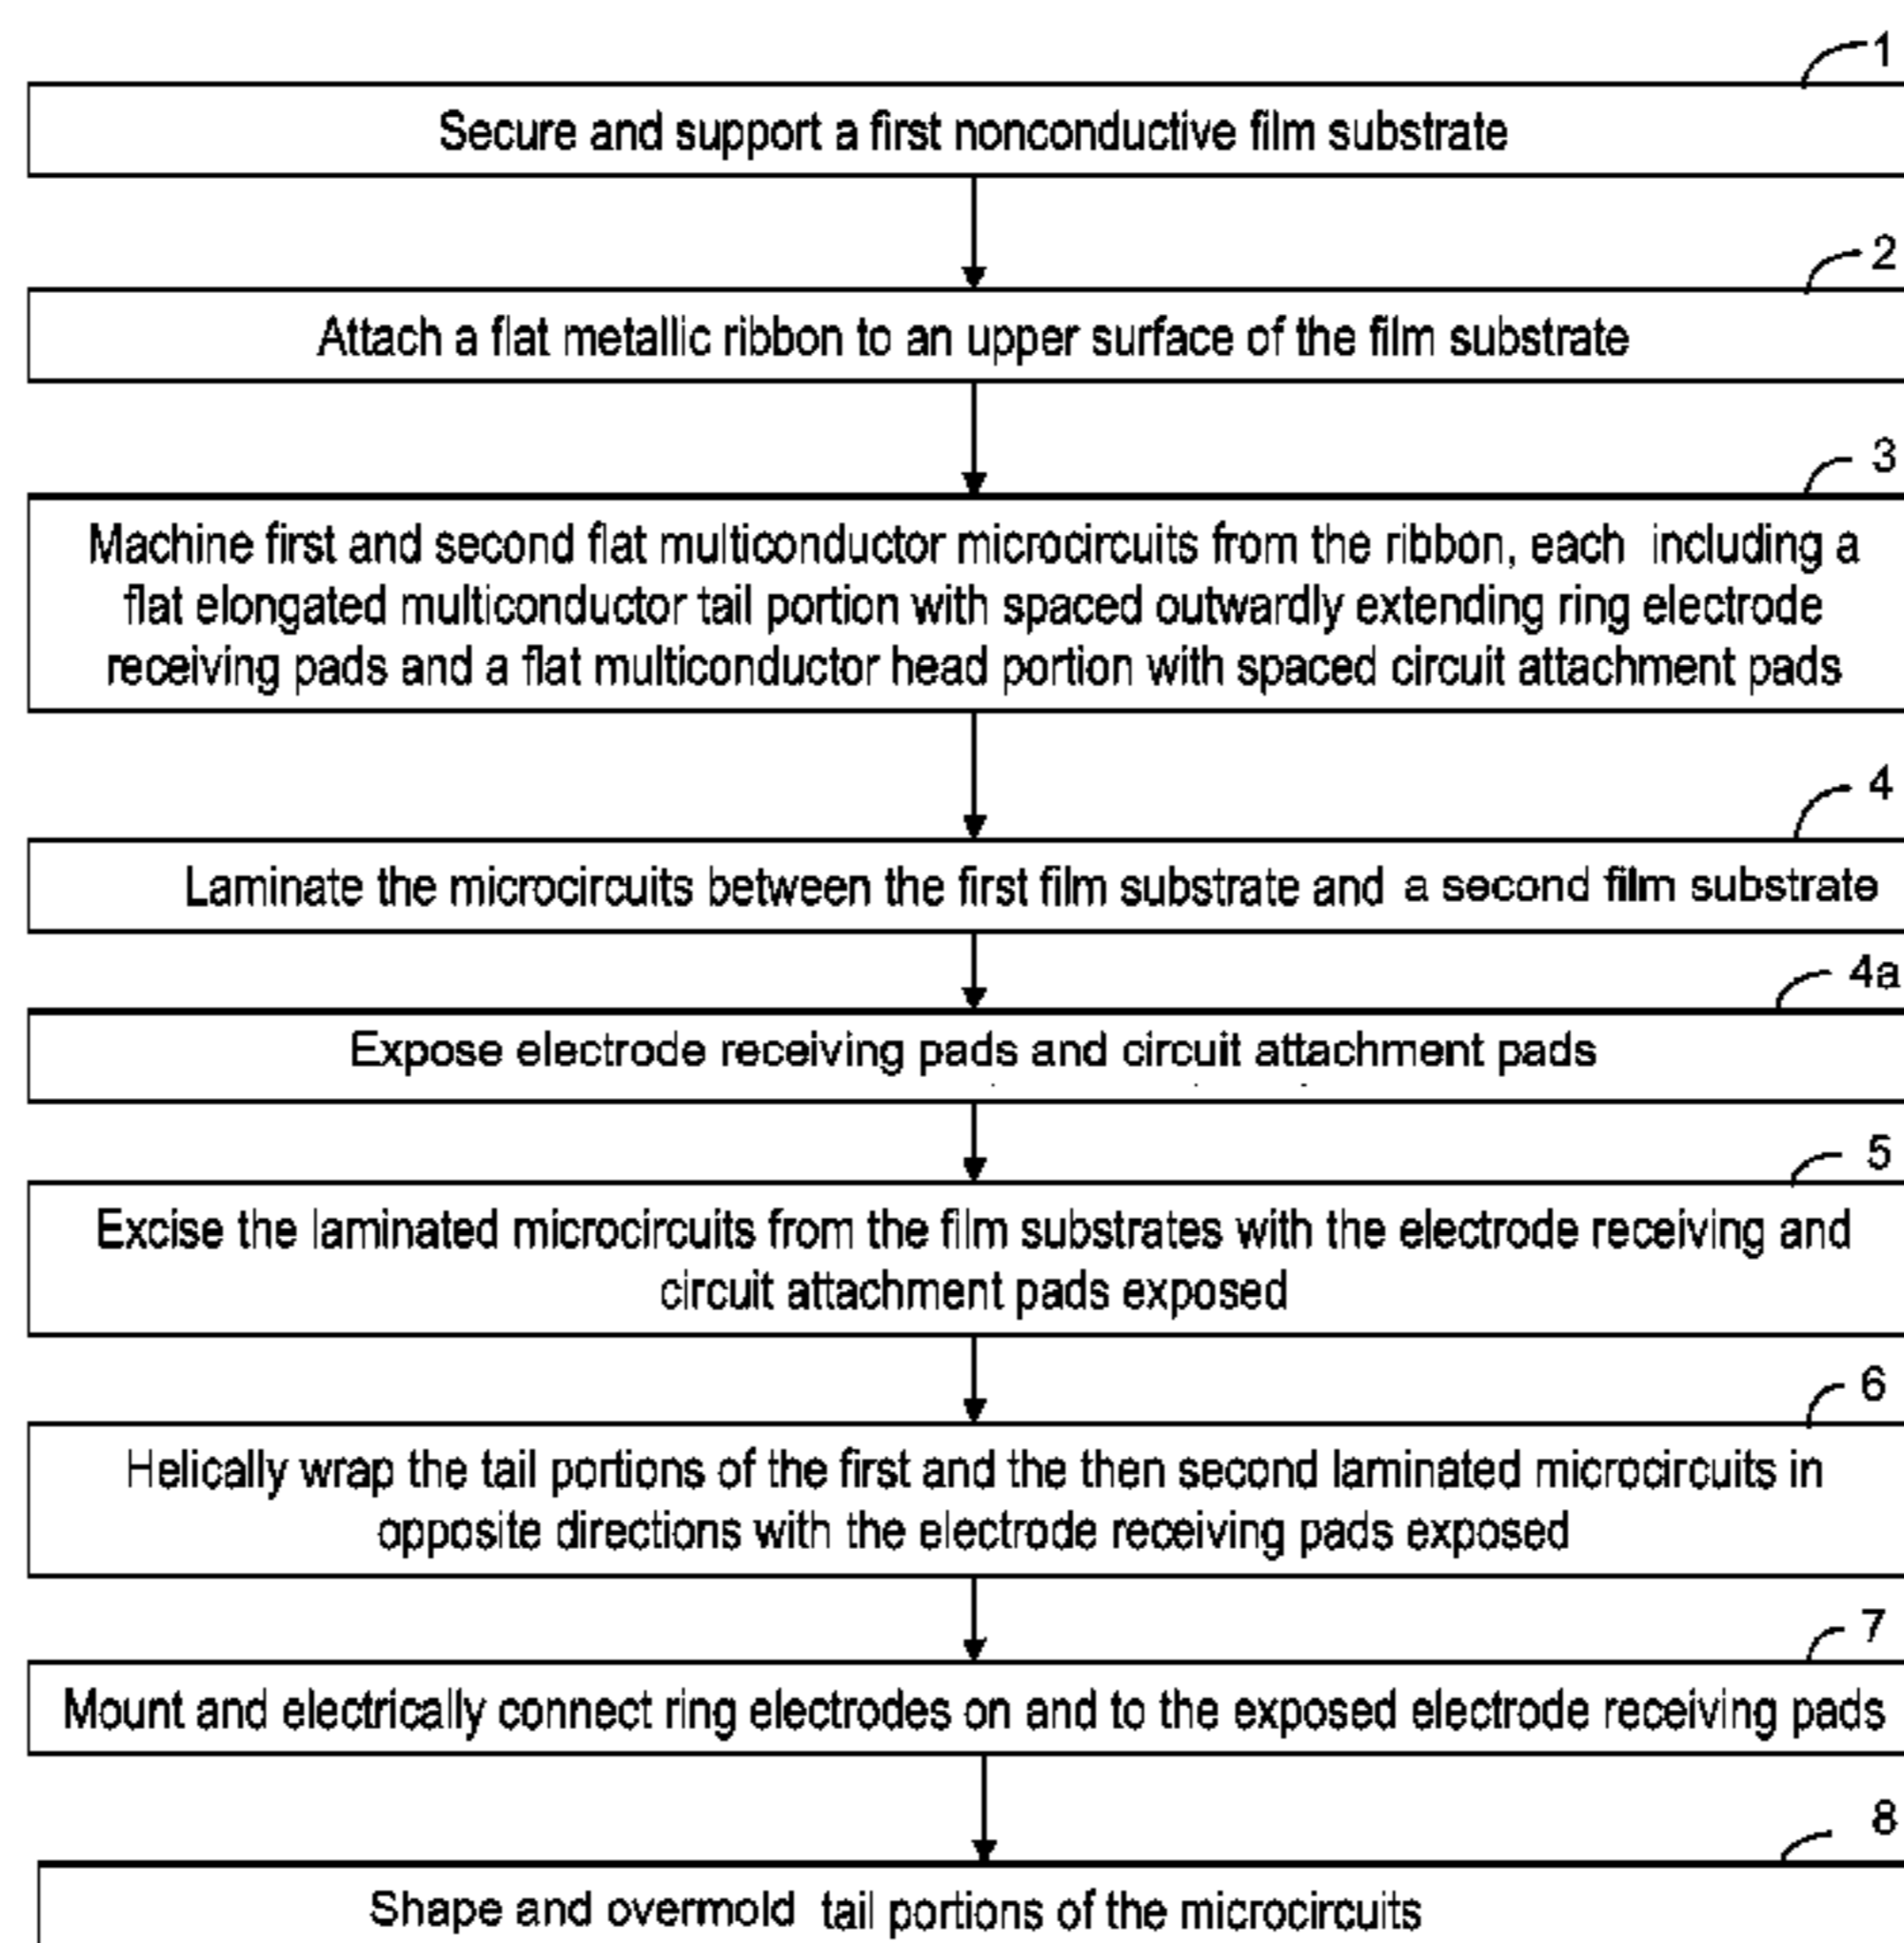 1
Secure and support a first nonconductive film substrate
2
Attach a flat metallic ribbon to an upper surface of the film substrate
3
Machine first and second flat multiconductor microcircuits from the ribbon, each including a
flat elongated multiconductor tail portion with spaced outwardly extending ring electrode
receiving pads and a flat multiconductor head portion with spaced circuit attachment pads
4
Laminate the microcircuits between the first film substrate and a second film substrate
4a
Expose electrode receiving pads and circuit attachment pads
5
Excise the laminated microcircuits from the film substrates with the electrode receiving and
circuit attachment pads exposed
6
Helically wrap the tail portions of the first and the then second laminated microcircuits in
opposite directions with the electrode receiving pads exposed
7
Mount and electrically connect ring electrodes on and to the exposed electrode receiving pads
8
Shape and overmold tail portions of the microcircuits